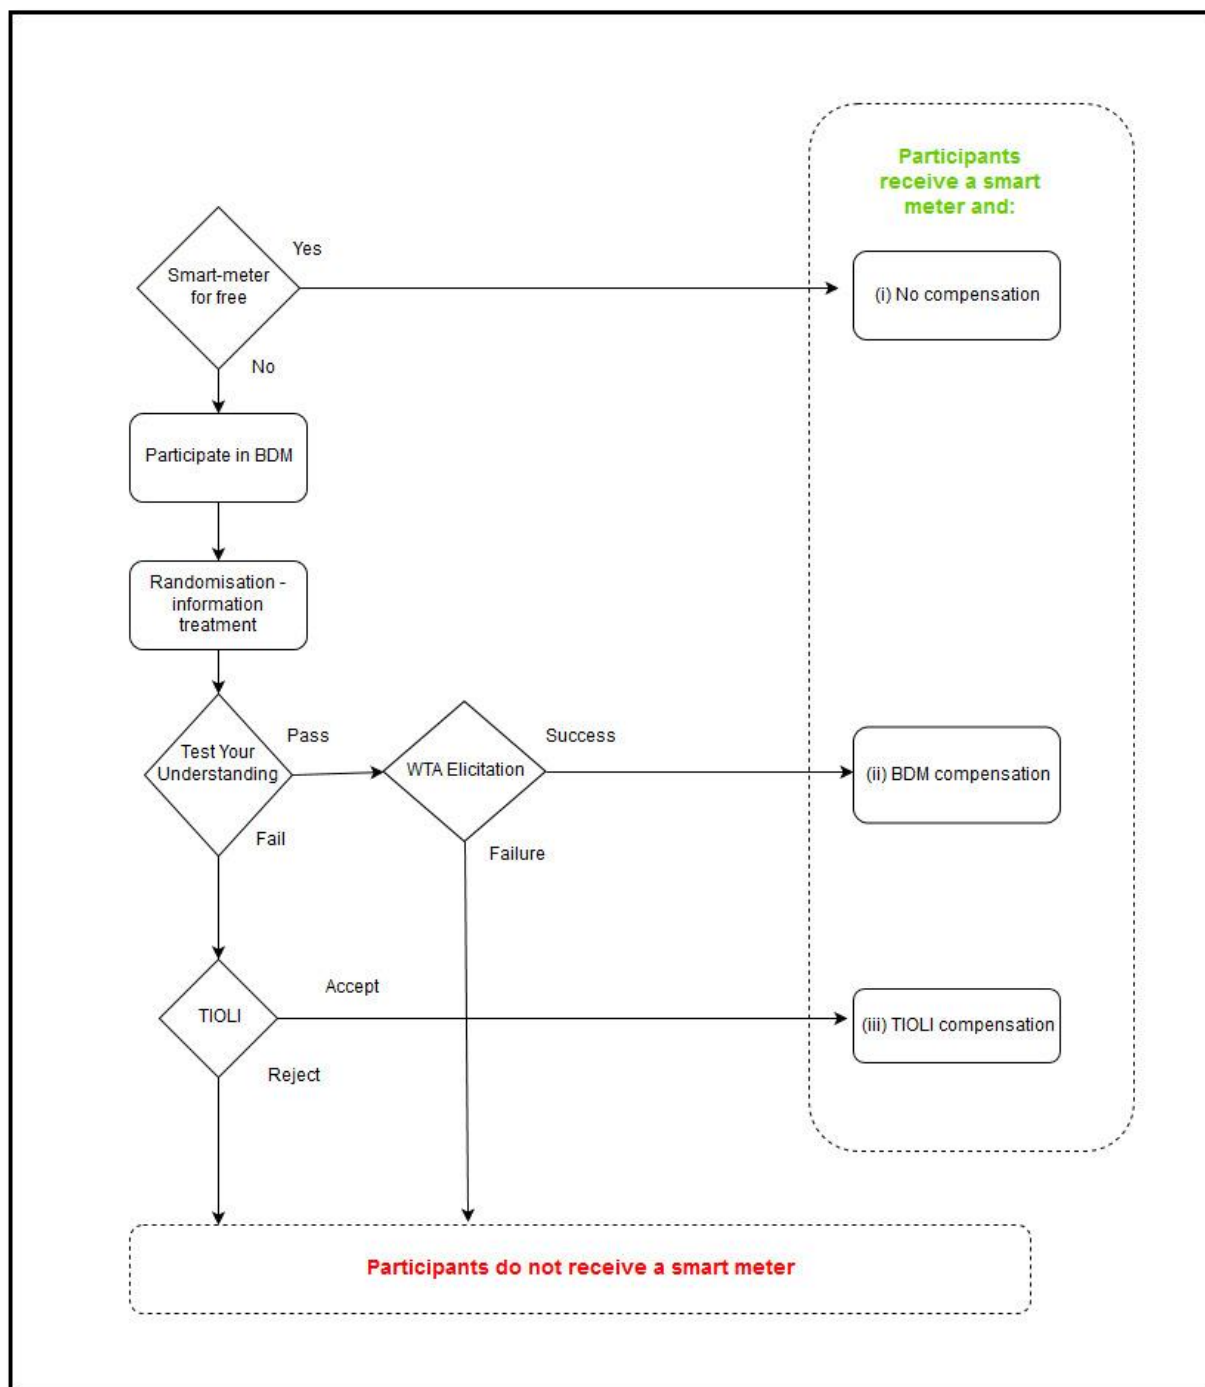 Participants
receive a smart
meter and:
Yes
Smart-meter
for free
(i) No compensation
No
Participate in BDM
Randomisation -
information
treatment
Pass
Success
Test Your
Understanding
WTA Elicitation
(ii) BDM compensation
Fail
Failure
Accept
TIOLI
(iii) TIOLI compensation
Reject
Participants do not receive a smart meter